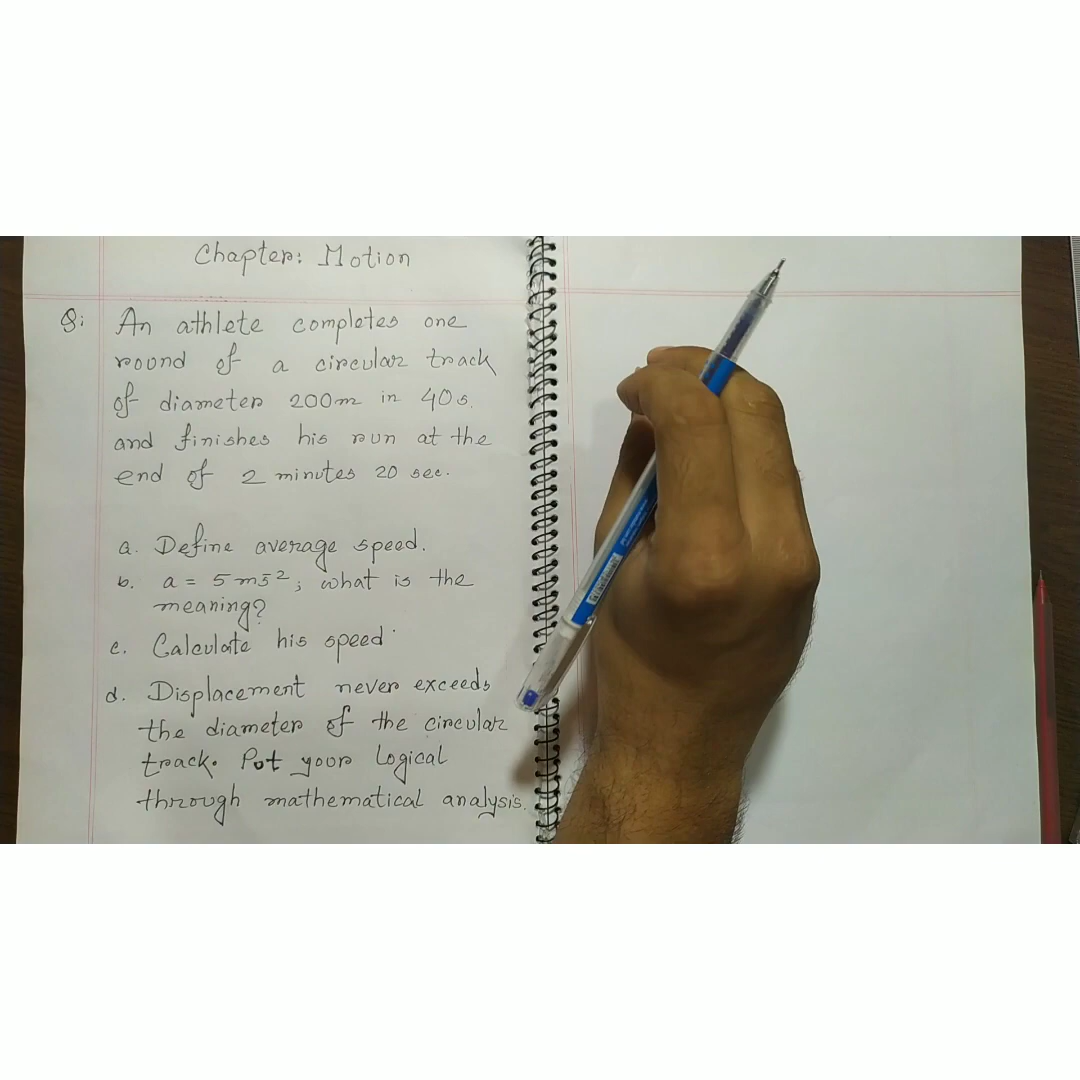 Chapter: Motion
Q: An athlete completes one
round of a circular track
of diameter 200m in 40s.
and finishes his run at the
end of 2 minutes 20 sec.
a. Define average speed.
b. a = 5 ms̄²; what is the
meaning?
c. Calculate his speed
d. Displacement never exceeds
the diameter of the circular
track. Put your Logical
through mathematical analysis.